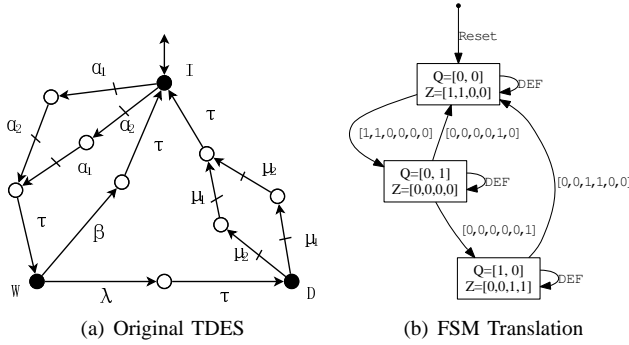 I
α₁
α₂
α₂
α₁
τ
τ
τ
β
μ₂
μ₁
μ₂
μ₁
W
λ
τ
D
(a) Original TDES
Reset
Q=[0, 0]
Z=[1,1,0,0]
DEF
[1,1,0,0,0,0]
[0,0,0,0,1,0]
Q=[0, 1]
Z=[0,0,0,0]
DEF
[0,0,1,1,0,0]
[0,0,0,0,0,1]
Q=[1, 0]
Z=[0,0,1,1]
DEF
(b) FSM Translation